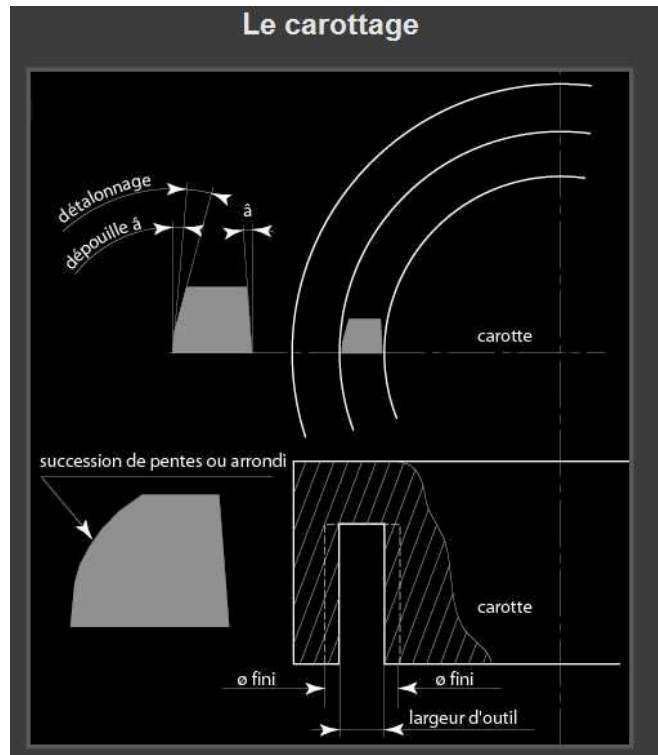 Le carottage
détalonnage
dépouille â
â
carotte
succession de pentes ou arrondi
carotte
ø fini
ø fini
largeur d'outil